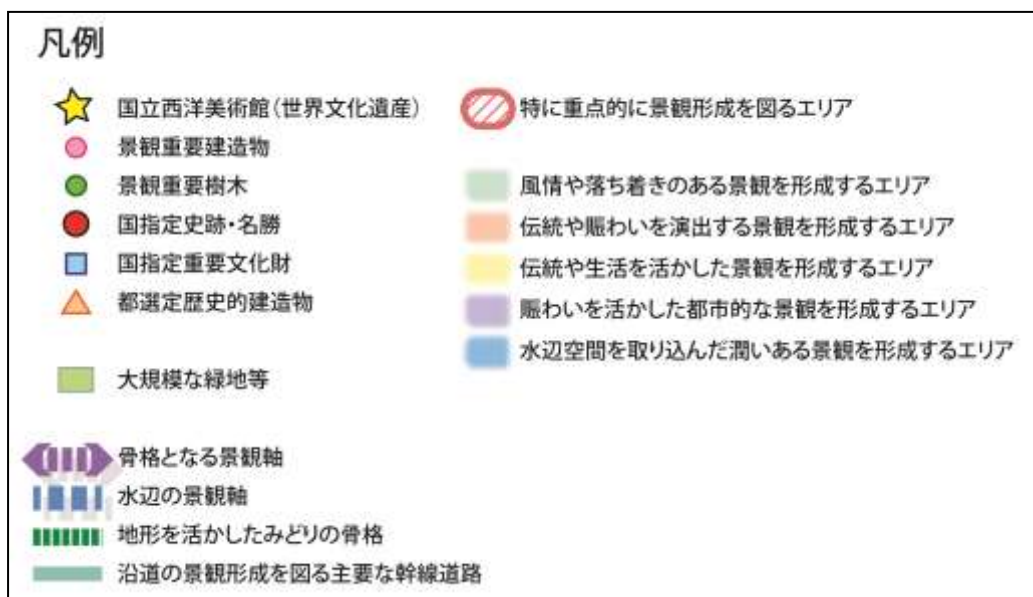 凡例
国立西洋美術館(世界文化遺産)
景観重要建造物
景観重要樹木
国指定史跡・名勝
国指定重要文化財
都選定歴史的建造物
大規模な緑地等
骨格となる景観軸
水辺の景観軸
地形を活かしたみどりの骨格
沿道の景観形成を図る主要な幹線道路
特に重点的に景観形成を図るエリア
風情や落ち着きのある景観を形成するエリア
伝統や賑わいを演出する景観を形成するエリア
伝統や生活を活かした景観を形成するエリア
賑わいを活かした都市的な景観を形成するエリア
水辺空間を取り込んだ潤いある景観を形成するエリア